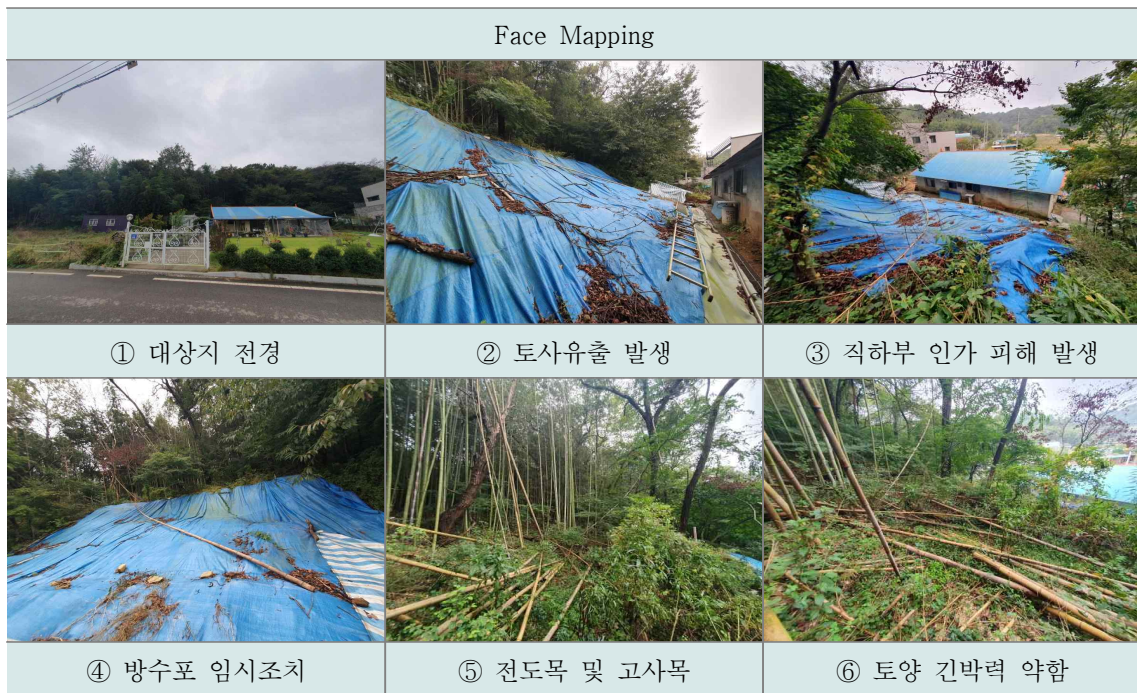 Face Mapping
① 대상지 전경
② 토사유출 발생
③ 직하부 인가 피해 발생
④ 방수포 임시조치
⑤ 전도목 및 고사목
⑥ 토양 긴박력 약함